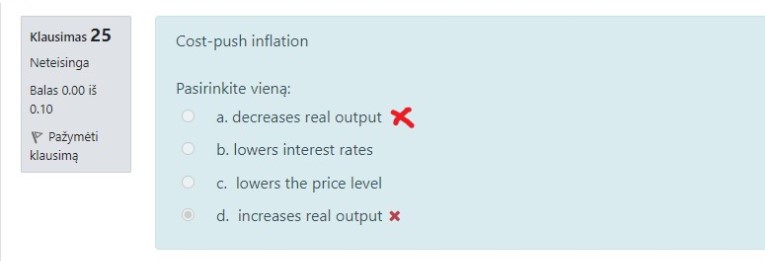 Klausimas 25
Neteisinga
Balas 0.00 iš
0.10
Pažymėti
klausimą
Cost-push inflation
Pasirinkite vieną:
a. decreases real output
b. lowers interest rates
c. lowers the price level
d. increases real output